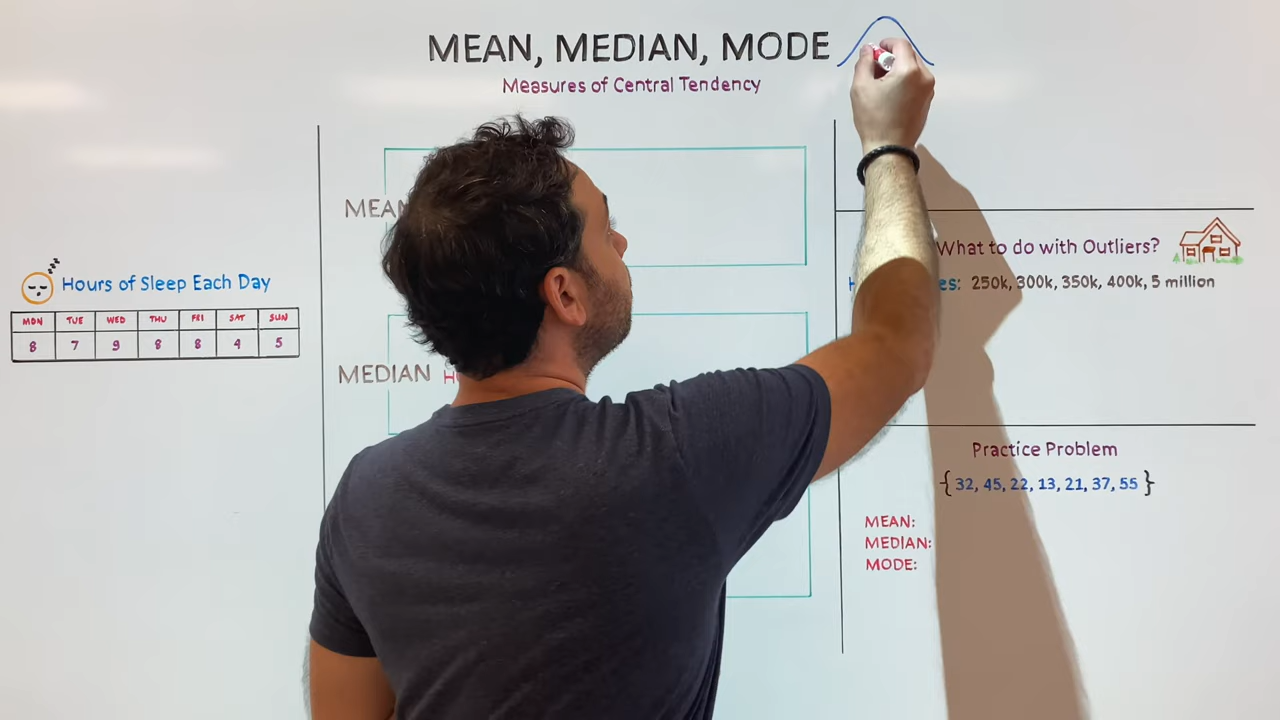 MEAN, MEDIAN, MODE
Measures of Central Tendency
zzz
Hours of Sleep Each Day
MON TUE WED THU FRI SAT SUN
8 7 9 8 8 4 5
MEAN
MEDIAN
What to do with Outliers?
250k, 300k, 350k, 400k, 5 million
Practice Problem
{32, 45, 22, 13, 21, 37, 55}
MEAN:
MEDIAN:
MODE: